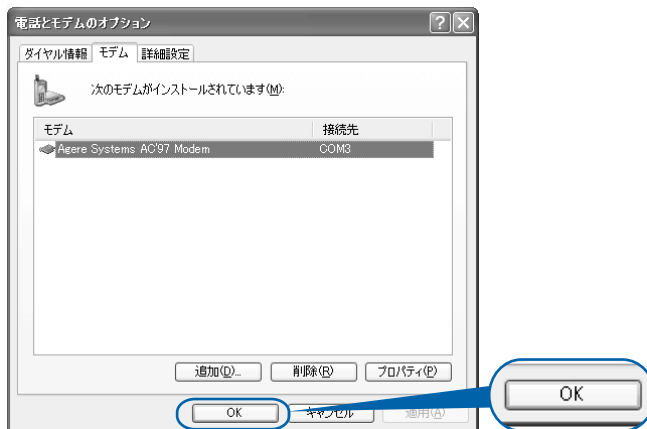 電話とモデムのオプション
ダイヤル情報 モデム 詳細設定
次のモデムがインストールされています(M):
モデム 接続先
Agere Systems AC'97 Modem COM3
追加(D)... 削除(R) プロパティ(P)
OK キャンセル 適用(A)
OK